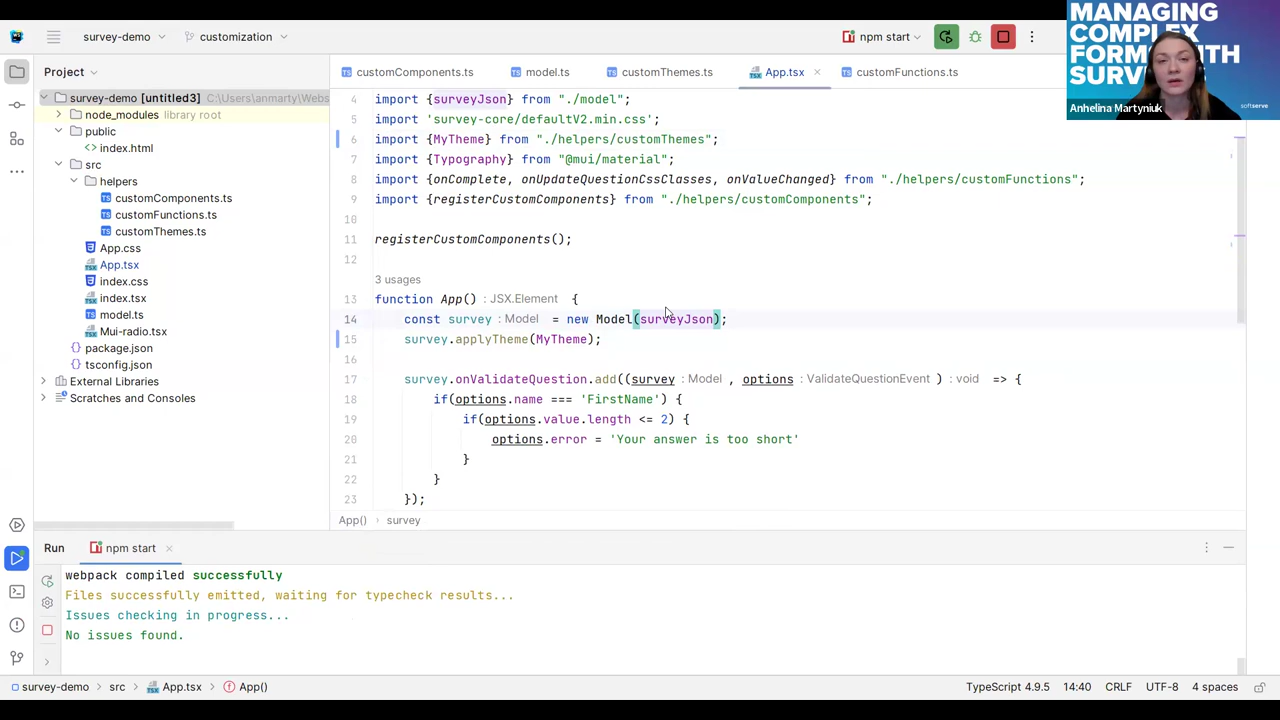 survey-demo
customization
npm start
MANAGING
COMPLEX
FORMS WITH
Anhelina Martyniuk
softserve
Project
customComponents.ts
model.ts
customThemes.ts
App.tsx
customFunctions.ts
survey-demo [untitled3] C:\Users\anmarty\Webs
node_modules library root
public
index.html
src
helpers
customComponents.ts
customFunctions.ts
customThemes.ts
App.css
App.tsx
index.css
index.tsx
model.ts
Mui-radio.tsx
package.json
tsconfig.json
External Libraries
Scratches and Consoles
4 import {surveyJson} from "./model";
5 import 'survey-core/defaultV2.min.css';
6 import {MyTheme} from "./helpers/customThemes";
7 import {Typography} from "@mui/material";
8 import {onComplete, onUpdateQuestionCssClasses, onValueChanged} from "./helpers/customFunctions";
9 import {registerCustomComponents} from "./helpers/customComponents";
10
11 registerCustomComponents();
12
3 usages
13 function App() : JSX.Element {
14 const survey : Model = new Model(surveyJson);
15 survey.applyTheme(MyTheme);
16
17 survey.onValidateQuestion.add((survey : Model , options : ValidateQuestionEvent ) : void => {
18 if(options.name === 'FirstName') {
19 if(options.value.length <= 2) {
20 options.error = 'Your answer is too short'
21 }
22 }
23 });
App() survey
Run npm start
webpack compiled successfully
Files successfully emitted, waiting for typecheck results...
Issues checking in progress...
No issues found.
survey-demo src App.tsx App()
TypeScript 4.9.5 14:40 CRLF UTF-8 4 spaces